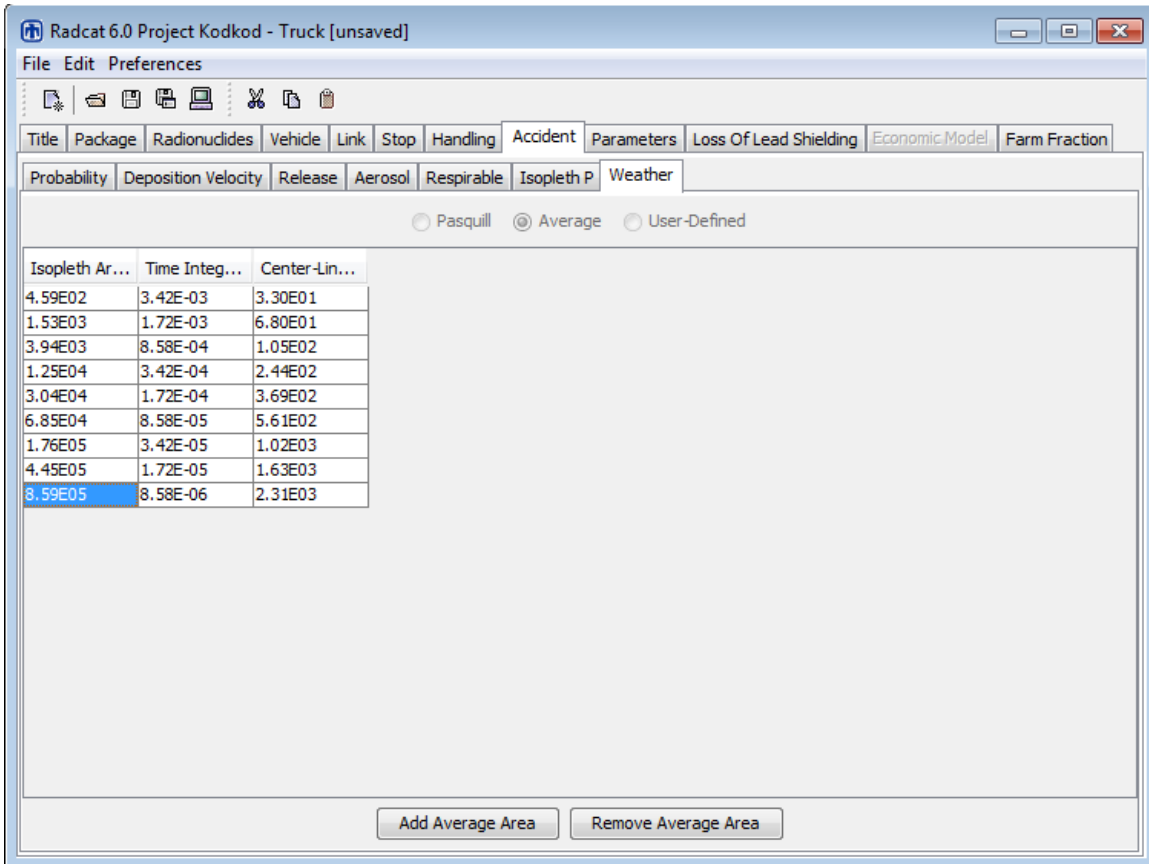 Radcat 6.0 Project Kodkod - Truck [unsaved]
File Edit Preferences
Title Package Radionuclides Vehicle Link Stop Handling Accident Parameters Loss Of Lead Shielding Economic Model Farm Fraction
Probability Deposition Velocity Release Aerosol Respirable Isopleth P Weather
Pasquill Average User-Defined
Isopleth Ar... Time Integ... Center-Lin...
4.59E02 3.42E-03 3.30E01
1.53E03 1.72E-03 6.80E01
3.94E03 8.58E-04 1.05E02
1.25E04 3.42E-04 2.44E02
3.04E04 1.72E-04 3.69E02
6.85E04 8.58E-05 5.61E02
1.76E05 3.42E-05 1.02E03
4.45E05 1.72E-05 1.63E03
8.59E05 8.58E-06 2.31E03
Add Average Area Remove Average Area